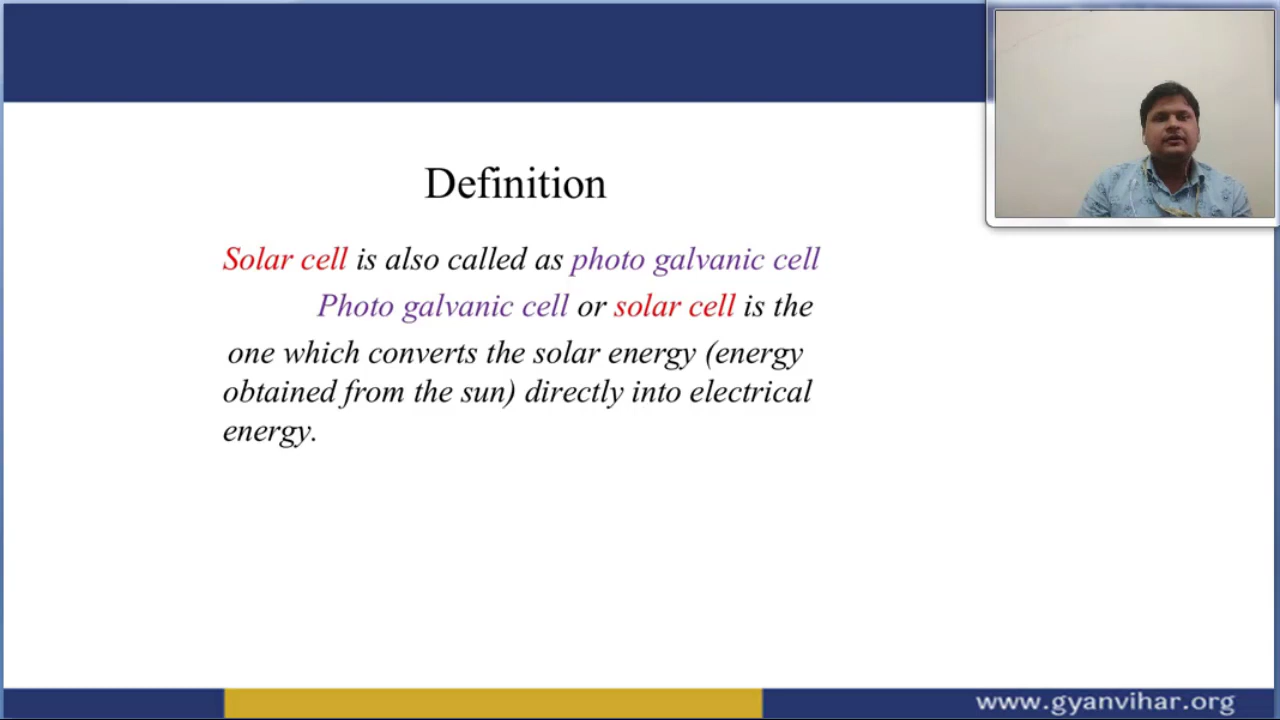 Definition
Solar cell is also called as photo galvanic cell
Photo galvanic cell or solar cell is the
one which converts the solar energy (energy
obtained from the sun) directly into electrical
energy.
www.gyanvihar.org